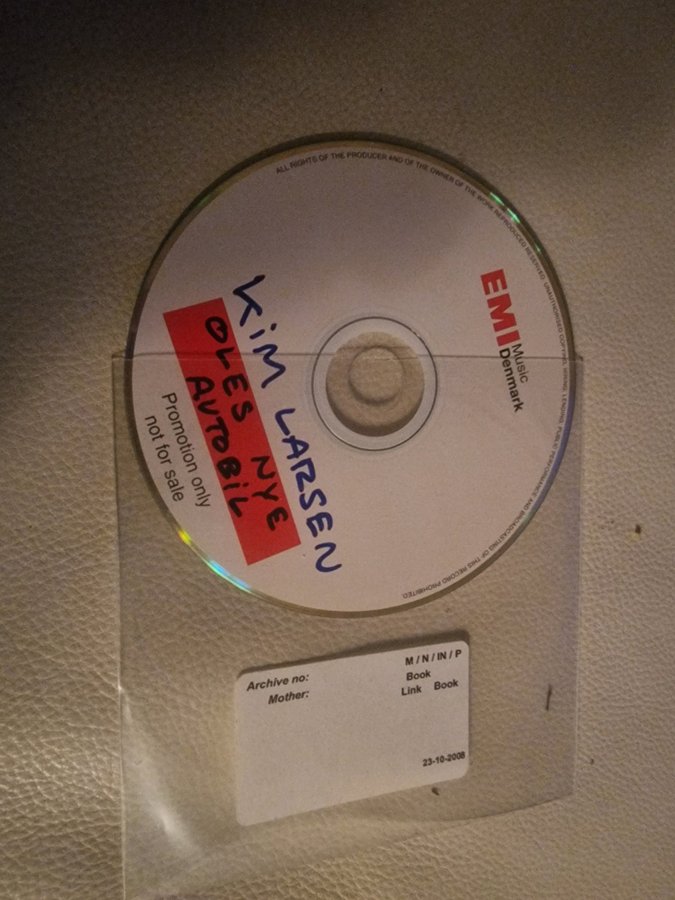 ALL RIGHTS OF THE PRODUCER AND OF THE OWNER OF THE WORK REPRODUCED RESERVED. UNAUTHORISED COPYING, HIRING, LENDING, PUBLIC PERFORMANCE AND BROADCASTING OF THIS RECORD PROHIBITED.
EMI
Music
Denmark
KiM LARSEN
OLES NYE
AUTOBiL
Promotion only
not for sale
Archive no:
Mother:
M / N / IN / P
Book
Link Book
23-10-2008